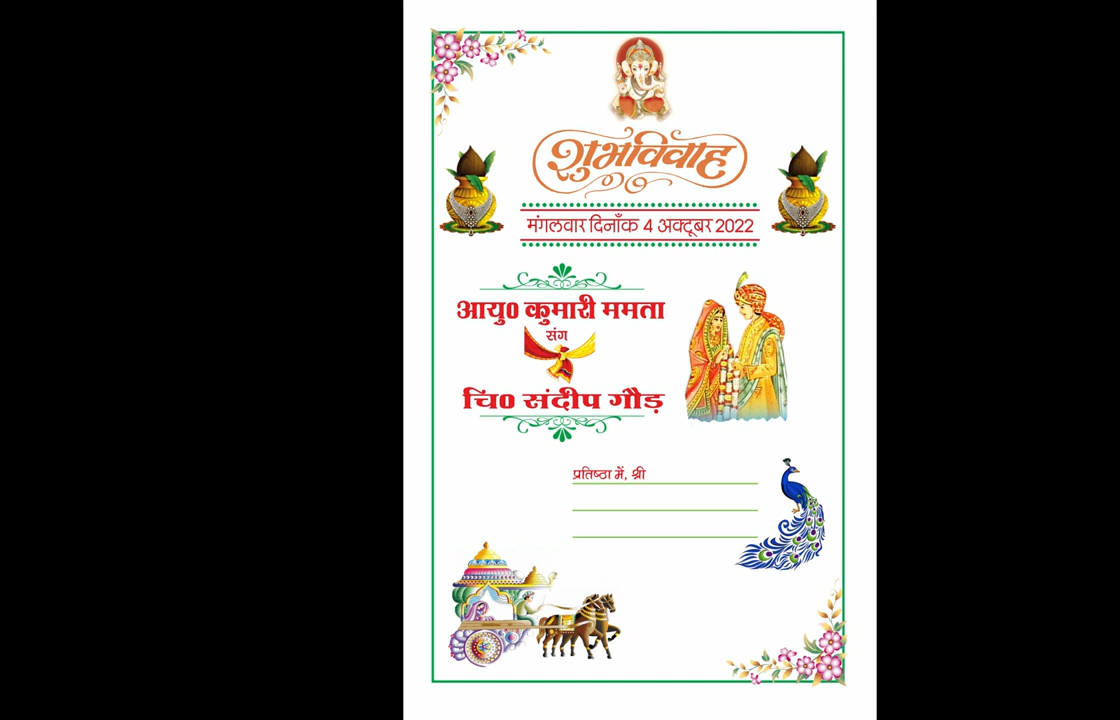 शुभविवाह
मंगलवार दिनाँक 4 अक्टूबर 2022
आयु0 कुमारी ममता
संग
चि0 संदीप गौड़
प्रतिष्ठा में, श्री